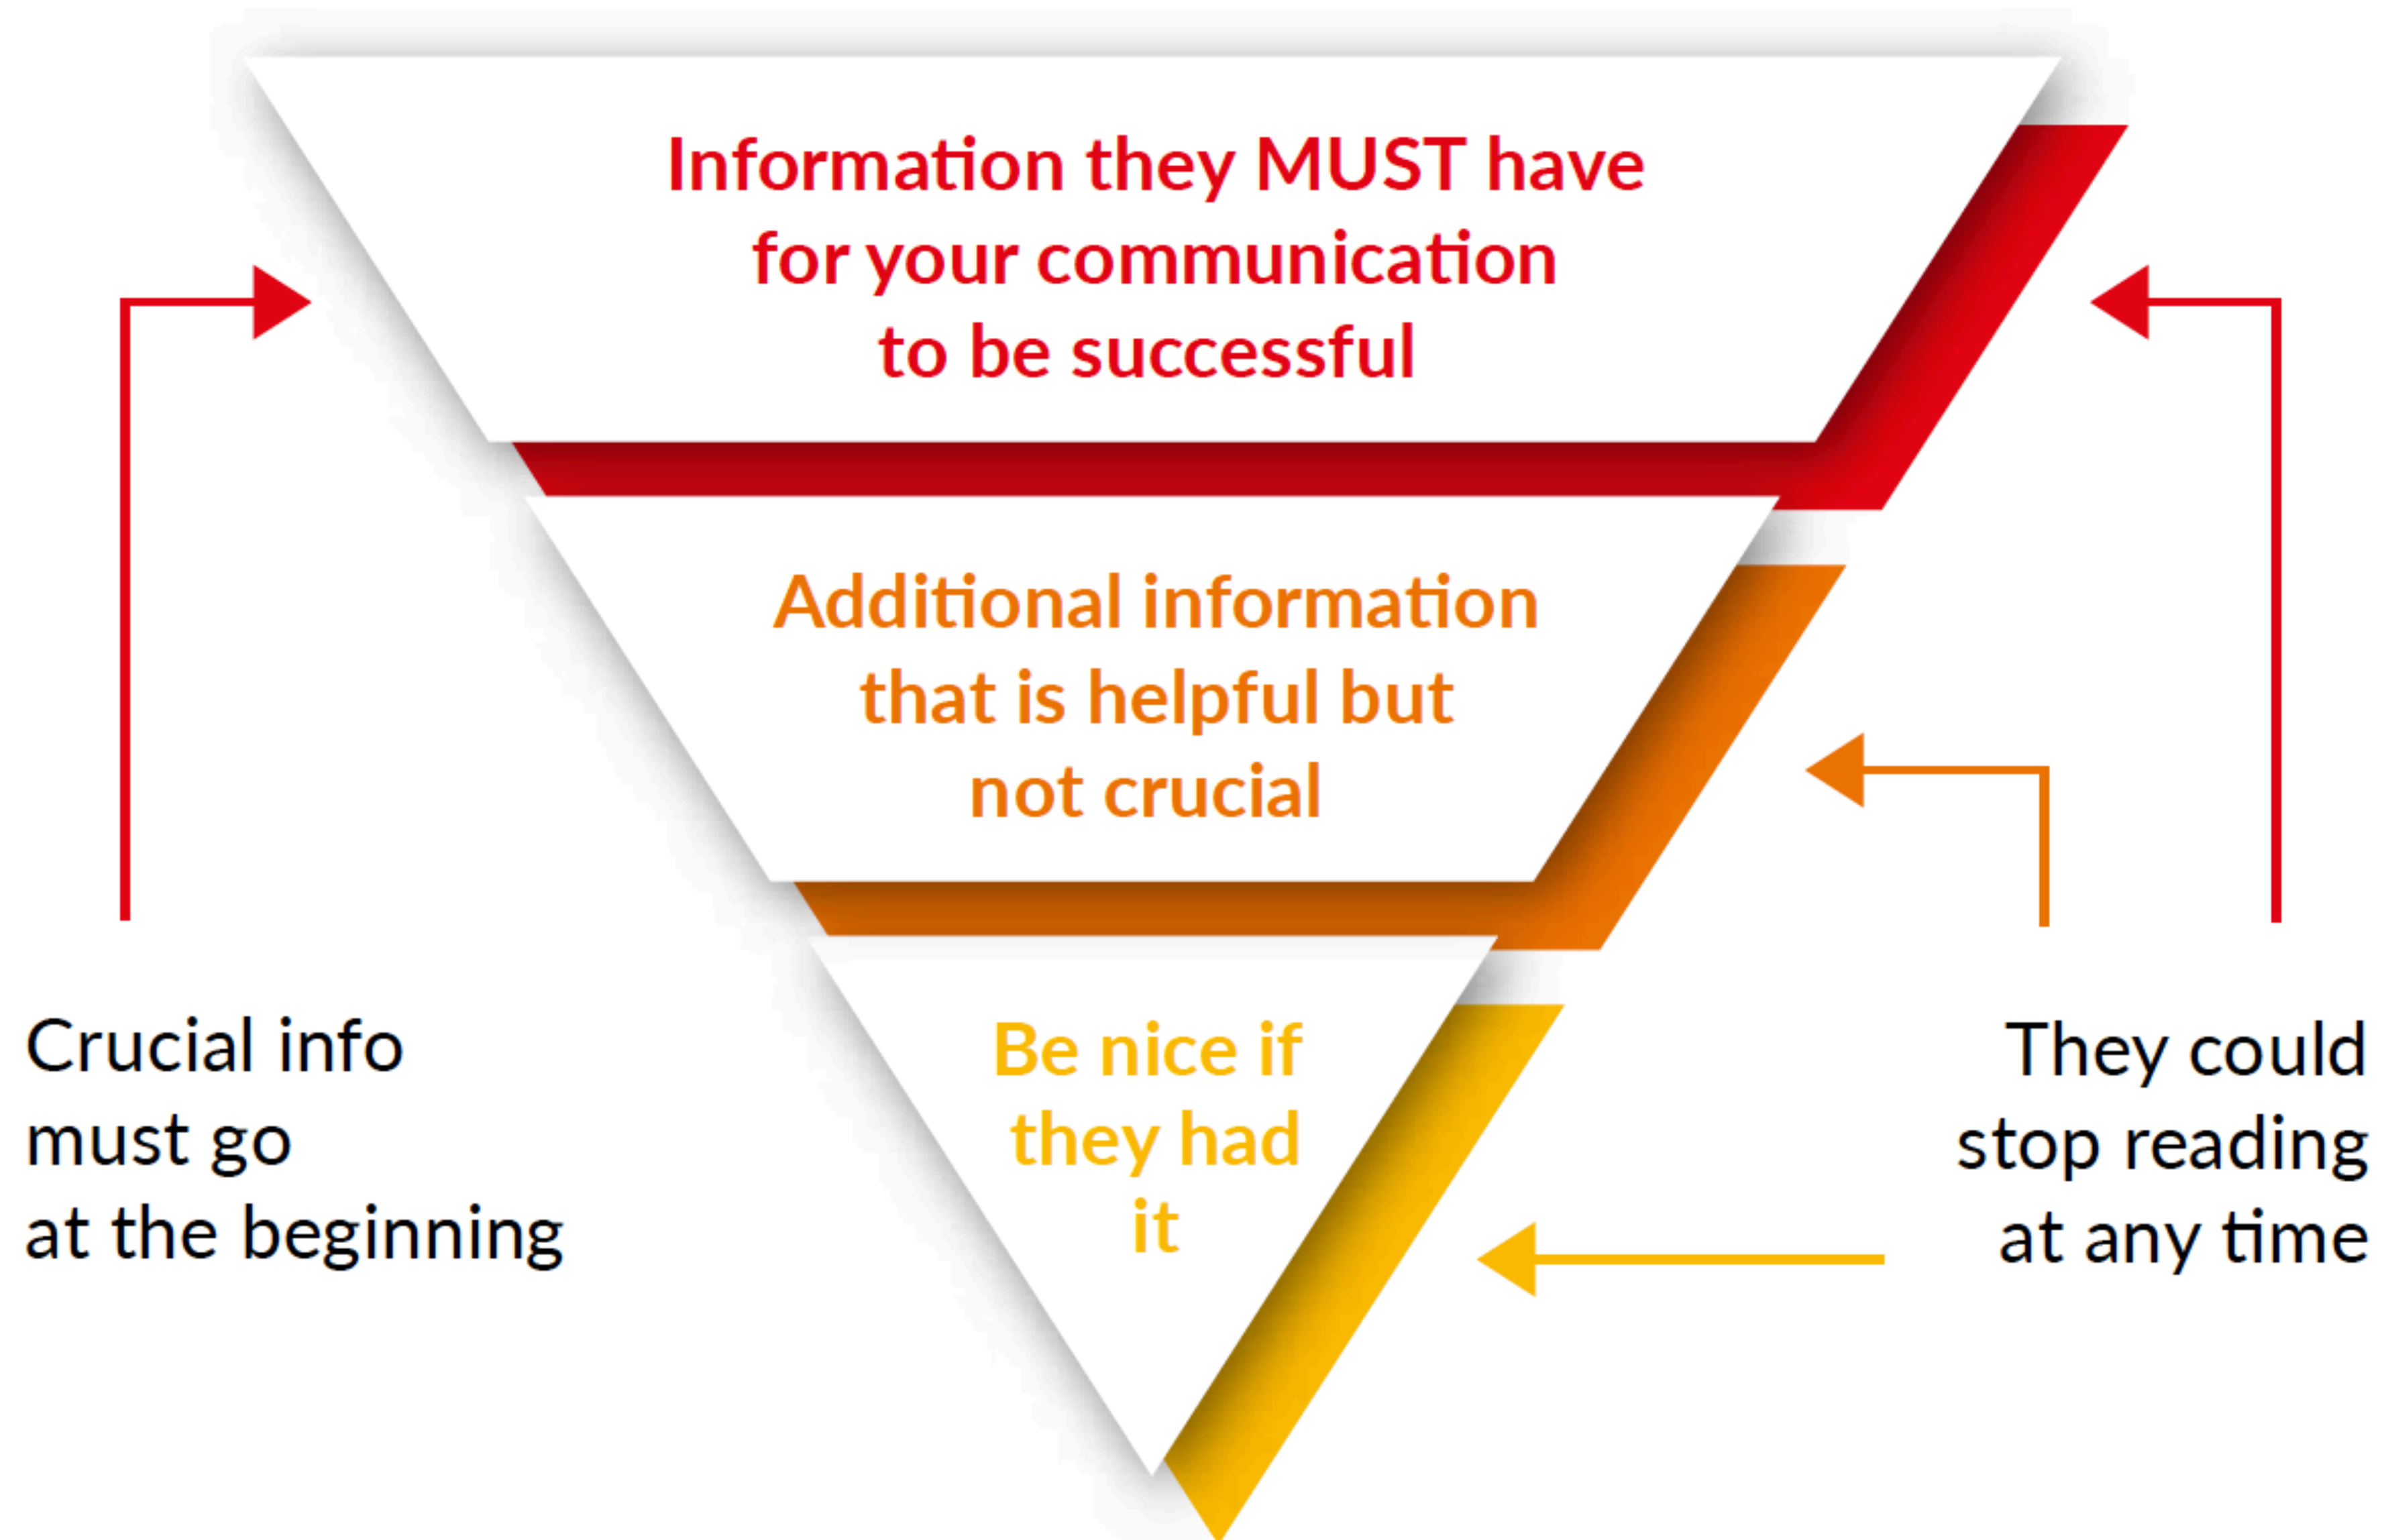 Information they MUST have
for your communication
to be successful
Additional information
that is helpful but
not crucial
Be nice if
they had
it
Crucial info
must go
at the beginning
They could
stop reading
at any time